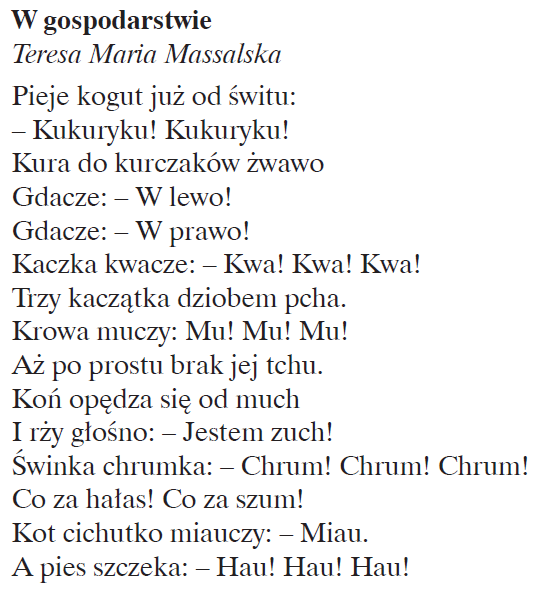 W gospodarstwie
Teresa Maria Massalska
Pieje kogut już od świtu:
– Kukuryku! Kukuryku!
Kura do kurczaków żwawo
Gdacze: – W lewo!
Gdacze: – W prawo!
Kaczka kwacze: – Kwa! Kwa! Kwa!
Trzy kaczątka dziobem pcha.
Krowa muczy: Mu! Mu! Mu!
Aż po prostu brak jej tchu.
Koń opędza się od much
I rży głośno: – Jestem zuch!
Świnka chrumka: – Chrum! Chrum! Chrum!
Co za hałas! Co za szum!
Kot cichutko miauczy: – Miau.
A pies szczeka: – Hau! Hau! Hau!